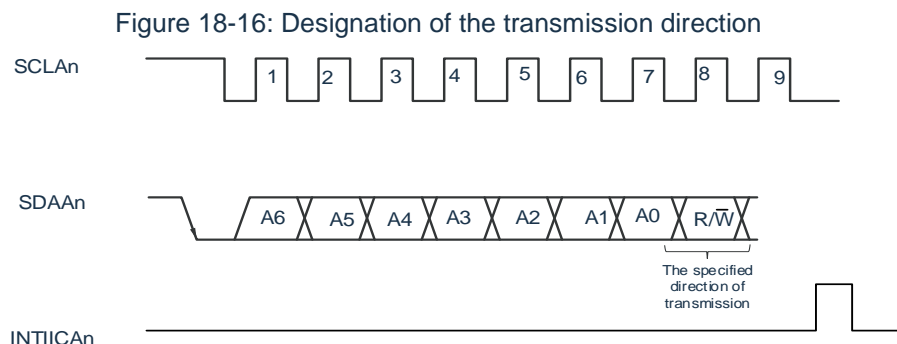 Figure 18-16: Designation of the transmission direction
SCLAn
1 2 3 4 5 6 7 8 9
SDAAn
A6 A5 A4 A3 A2 A1 A0 R/W̅
The specified
direction of
transmission
INTIICAn